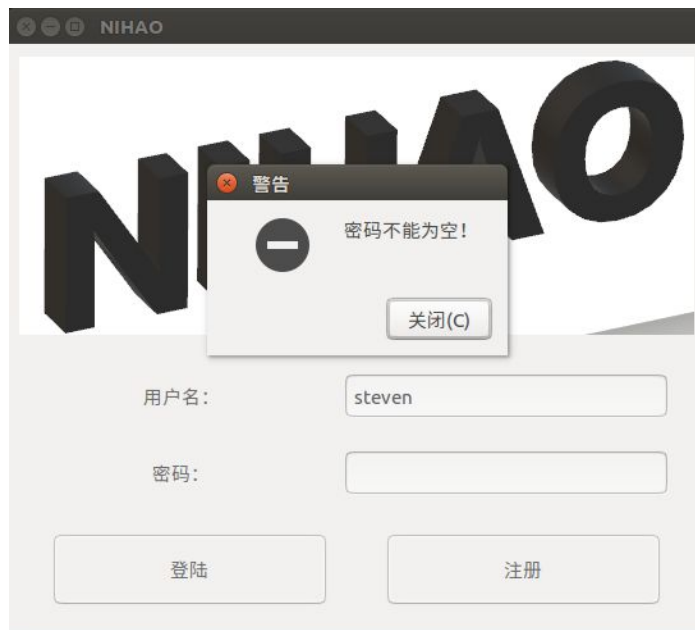 NIHAO
NIHAO
警告
密码不能为空!
关闭(C)
用户名:
steven
密码:
登陆
注册